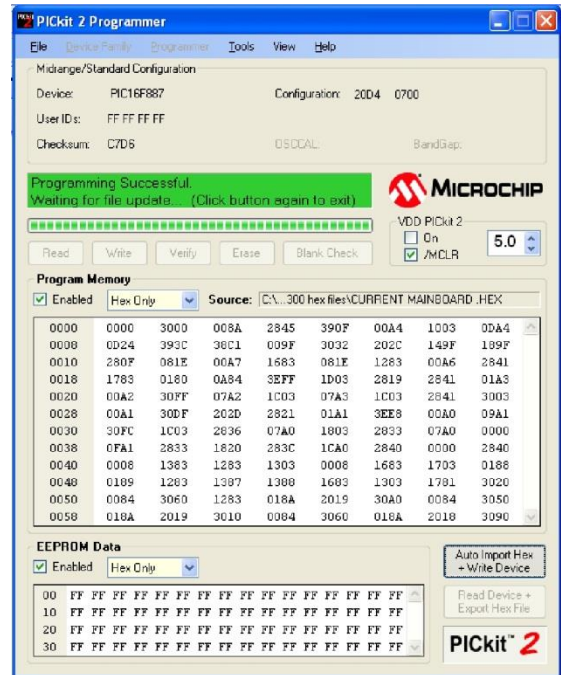 PICkit 2 Programmer
File Device Family Programmer Tools View Help
Midrange/Standard Configuration
Device: PIC16F887 Configuration: 20D4 0700
User IDs: FF FF FF FF
Checksum: C7D6 OSCCAL: BandGap:
Programming Successful.
Waiting for file update... (Click button again to exit)
MICROCHIP
VDD PICkit 2
On
/MCLR
5.0
Read Write Verify Erase Blank Check
Program Memory
Enabled Hex Only Source: C:\...300 hex files\CURRENT MAINBOARD .HEX
0000 0000 3000 008A 2845 390F 00A4 1003 0DA4
0008 0D24 393C 38C1 009F 3032 202C 149F 189F
0010 280F 081E 00A7 1683 081E 1283 00A6 2841
0018 1783 0180 0A84 3EFF 1D03 2819 2841 01A3
0020 00A2 30FF 07A2 1C03 07A3 1C03 2841 3003
0028 00A1 30DF 202D 2821 01A1 3EE8 00A0 09A1
0030 30FC 1C03 2836 07A0 1803 2833 07A0 0000
0038 0FA1 2833 1820 283C 1CA0 2840 0000 2840
0040 0008 1383 1283 1303 0008 1683 1703 0188
0048 0189 1283 1387 1388 1683 1303 1781 3020
0050 0084 3060 1283 018A 2019 30A0 0084 3050
0058 018A 2019 3010 0084 3060 018A 2018 3090
EEPROM Data
Enabled Hex Only
00 FF FF FF FF FF FF FF FF FF FF FF FF FF FF FF FF
10 FF FF FF FF FF FF FF FF FF FF FF FF FF FF FF FF
20 FF FF FF FF FF FF FF FF FF FF FF FF FF FF FF FF
30 FF FF FF FF FF FF FF FF FF FF FF FF FF FF FF FF
Auto Import Hex
+ Write Device
Read Device +
Export Hex File
PICkit™ 2